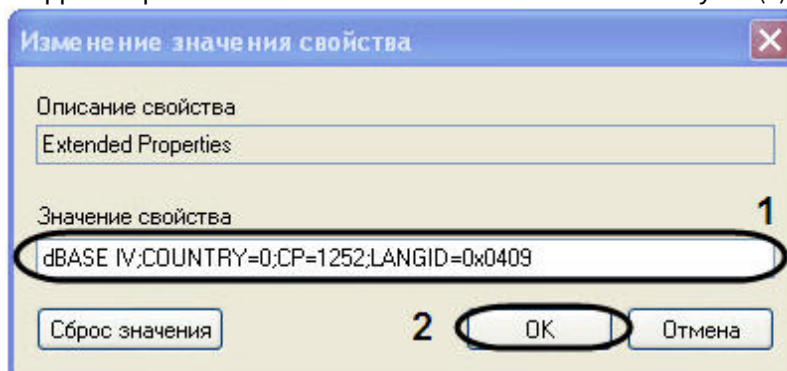 Изменение значения свойства
Описание свойства
Extended Properties
Значение свойства
1
dBASE IV;COUNTRY=0;CP=1252;LANGID=0x0409
Сброс значения
2
OK
Отмена